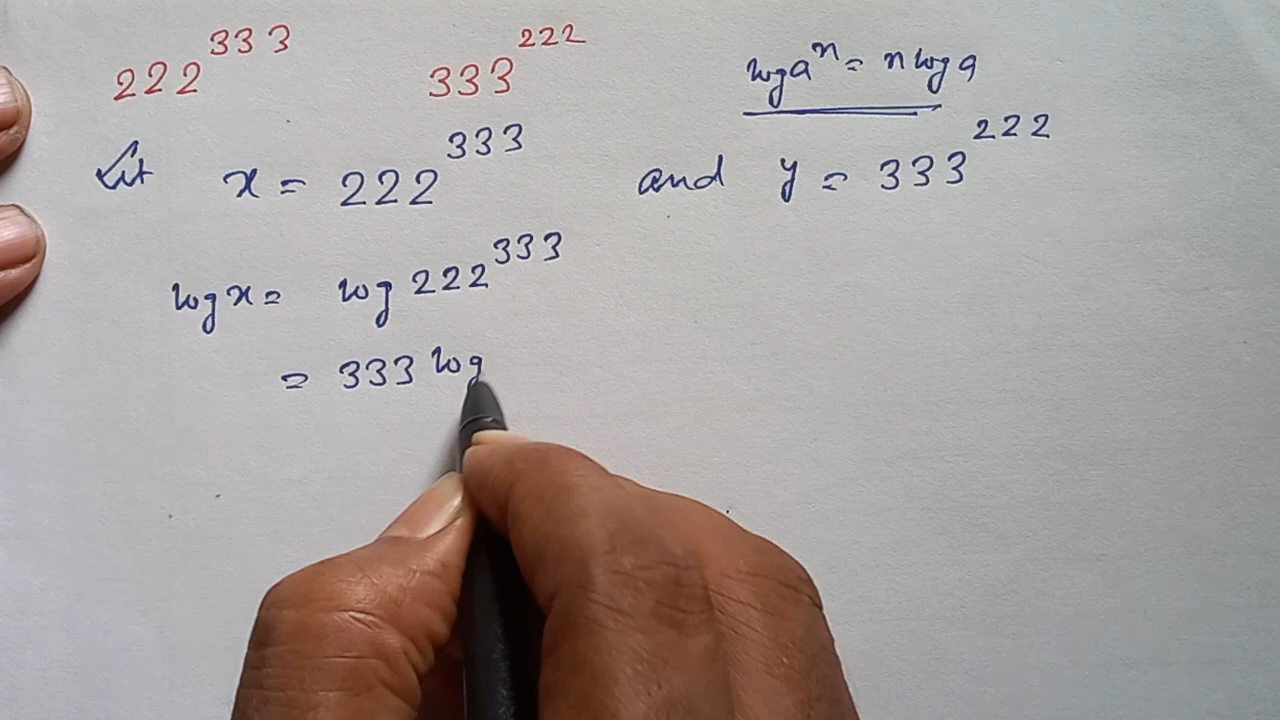 222^333 333^222 log a^n = n log a
Let x = 222^333 and y = 333^222
log x = log 222^333
= 333 log